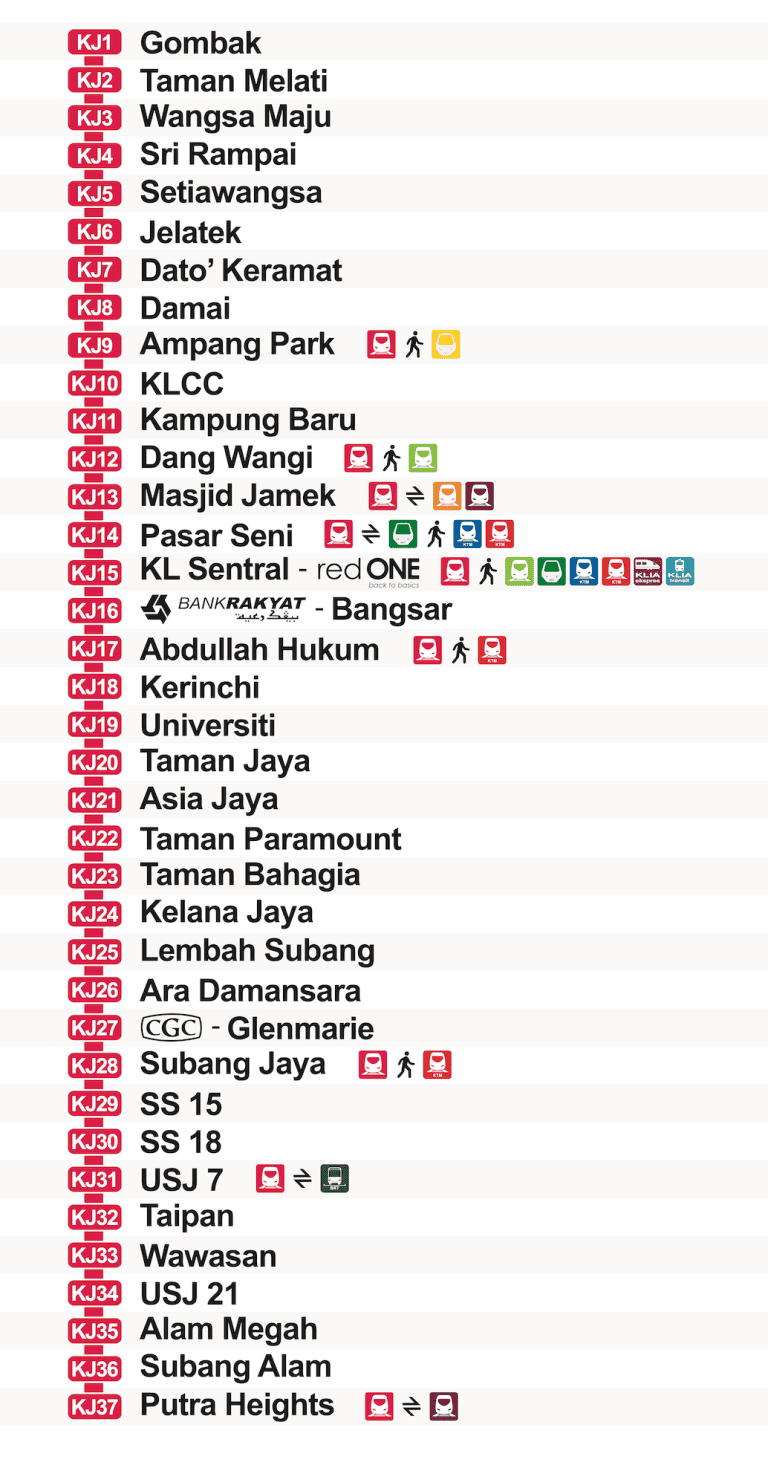 KJ1 Gombak
KJ2 Taman Melati
KJ3 Wangsa Maju
KJ4 Sri Rampai
KJ5 Setiawangsa
KJ6 Jelatek
KJ7 Dato’ Keramat
KJ8 Damai
KJ9 Ampang Park
KJ10 KLCC
KJ11 Kampung Baru
KJ12 Dang Wangi
KJ13 Masjid Jamek
KJ14 Pasar Seni KTM KTM
KJ15 KL Sentral - redONE back to basics KTM KTM KLIA ekspres KLIA transit
KJ16 BANKRAKYAT بيڤك رعية - Bangsar
KJ17 Abdullah Hukum KTM
KJ18 Kerinchi
KJ19 Universiti
KJ20 Taman Jaya
KJ21 Asia Jaya
KJ22 Taman Paramount
KJ23 Taman Bahagia
KJ24 Kelana Jaya
KJ25 Lembah Subang
KJ26 Ara Damansara
KJ27 CGC - Glenmarie
KJ28 Subang Jaya KTM
KJ29 SS 15
KJ30 SS 18
KJ31 USJ 7 BRT
KJ32 Taipan
KJ33 Wawasan
KJ34 USJ 21
KJ35 Alam Megah
KJ36 Subang Alam
KJ37 Putra Heights